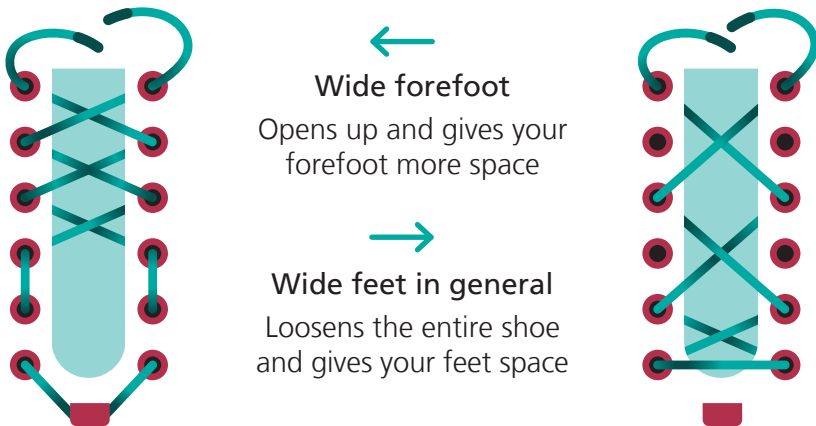 Wide forefoot
Opens up and gives your
forefoot more space
Wide feet in general
Loosens the entire shoe
and gives your feet space